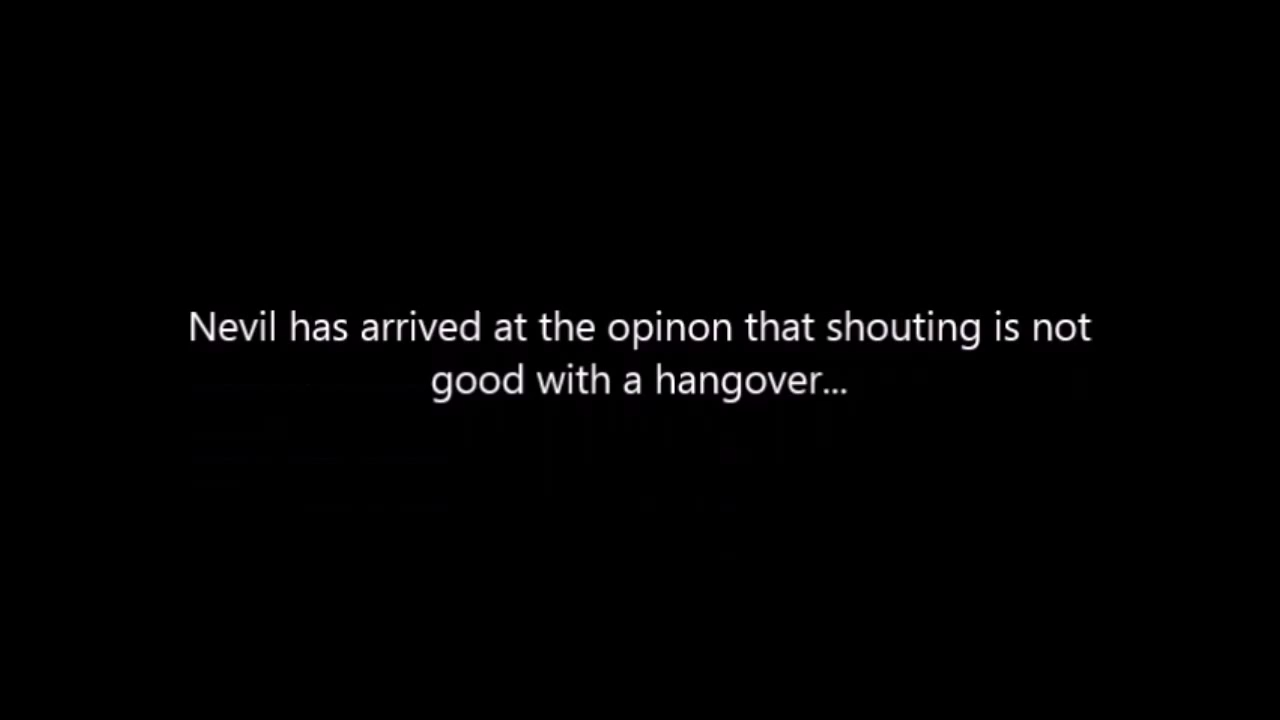 Nevil has arrived at the opinon that shouting is not
good with a hangover...